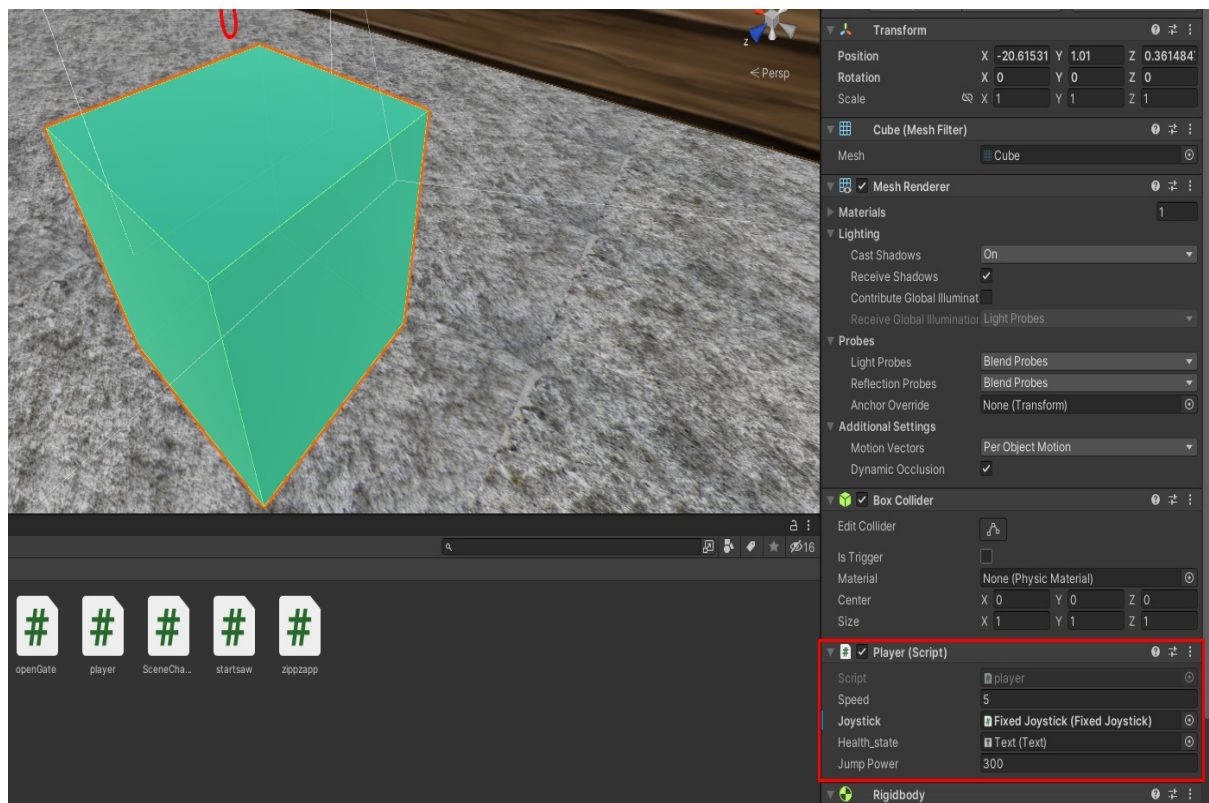 z
< Persp
16
openGate
player
SceneCha...
startsaw
zippzapp
Transform
Position X -20.61531 Y 1.01 Z 0.361484
Rotation X 0 Y 0 Z 0
Scale X 1 Y 1 Z 1
Cube (Mesh Filter)
Mesh Cube
Mesh Renderer
Materials 1
Lighting
Cast Shadows On
Receive Shadows
Contribute Global Illuminat
Receive Global Illumination Light Probes
Probes
Light Probes Blend Probes
Reflection Probes Blend Probes
Anchor Override None (Transform)
Additional Settings
Motion Vectors Per Object Motion
Dynamic Occlusion
Box Collider
Edit Collider
Is Trigger
Material None (Physic Material)
Center X 0 Y 0 Z 0
Size X 1 Y 1 Z 1
# Player (Script)
Script player
Speed 5
Joystick Fixed Joystick (Fixed Joystick)
Health_state Text (Text)
Jump Power 300
Rigidbody